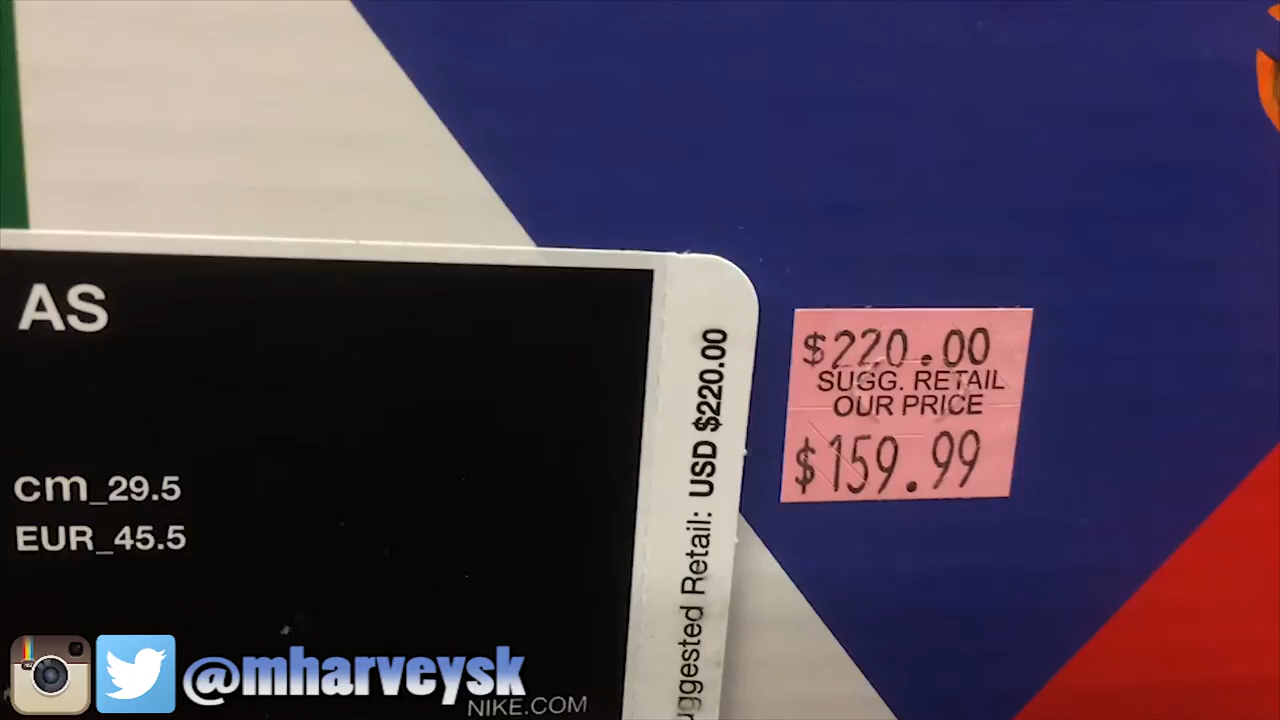 AS
cm_29.5
EUR_45.5
uggested Retail: USD $220.00
$220.00
SUGG. RETAIL
OUR PRICE
$159.99
@mharveysk
NIKE.COM